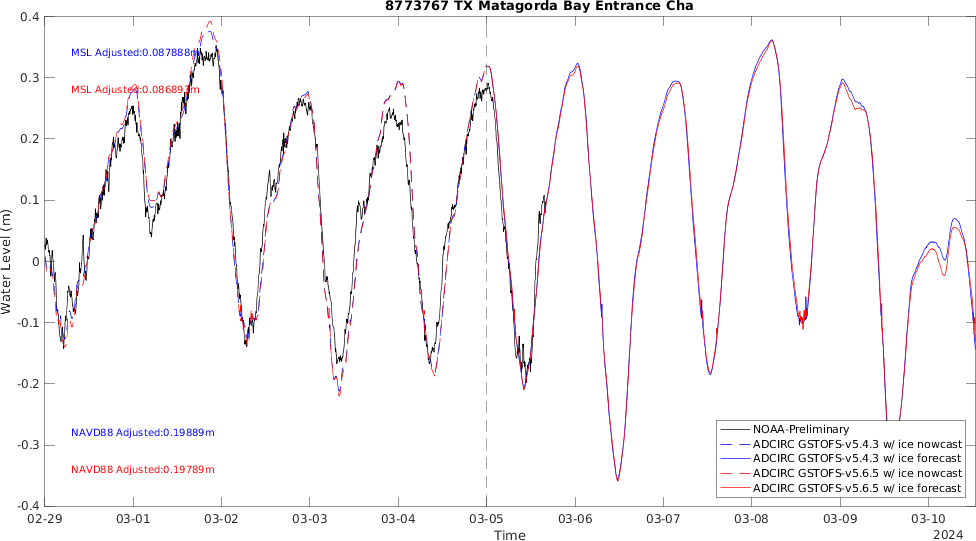 8773767 TX Matagorda Bay Entrance Cha
Water Level (m)
0.4
0.3
0.2
0.1
0
-0.1
-0.2
-0.3
-0.4
MSL Adjusted:0.087888m
MSL Adjusted:0.086893m
NAVD88 Adjusted:0.19889m
NAVD88 Adjusted:0.19789m
NOAA-Preliminary
ADCIRC GSTOFS-v5.4.3 w/ ice nowcast
ADCIRC GSTOFS-v5.4.3 w/ ice forecast
ADCIRC GSTOFS-v5.6.5 w/ ice nowcast
ADCIRC GSTOFS-v5.6.5 w/ ice forecast
02-29 03-01 03-02 03-03 03-04 03-05 03-06 03-07 03-08 03-09 03-10
Time
2024